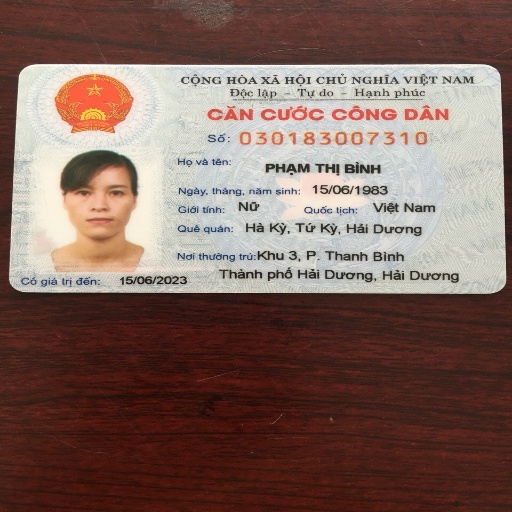 CỘNG HÒA XÃ HỘI CHỦ NGHĨA VIỆT NAM
Độc lập - Tự do - Hạnh phúc
CĂN CƯỚC CÔNG DÂN
Số: 030183007310
Họ và tên: PHẠM THỊ BÌNH
Ngày, tháng, năm sinh: 15/06/1983
Giới tính: Nữ Quốc tịch: Việt Nam
Quê quán: Hà Kỳ, Tứ Kỳ, Hải Dương
Nơi thường trú: Khu 3, P. Thanh Bình
Thành phố Hải Dương, Hải Dương
Có giá trị đến: 15/06/2023